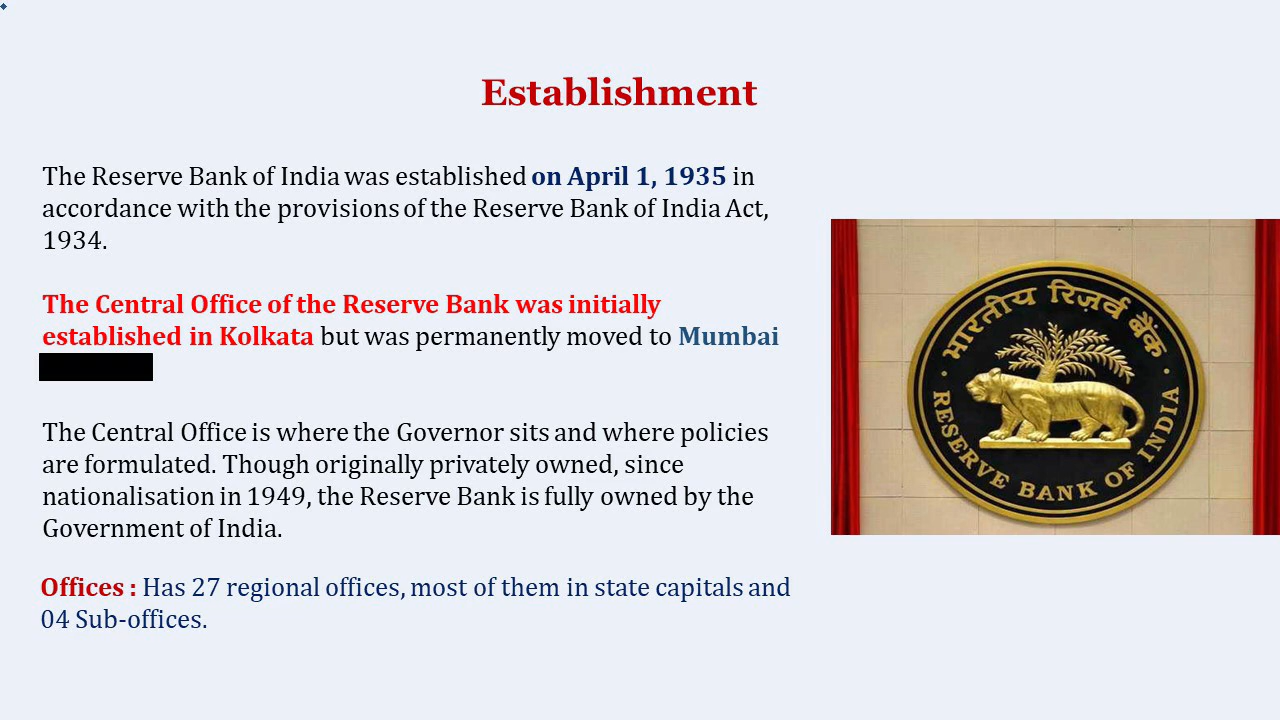 Establishment
The Reserve Bank of India was established on April 1, 1935 in
accordance with the provisions of the Reserve Bank of India Act,
1934.
The Central Office of the Reserve Bank was initially
established in Kolkata but was permanently moved to Mumbai
The Central Office is where the Governor sits and where policies
are formulated. Though originally privately owned, since
nationalisation in 1949, the Reserve Bank is fully owned by the
Government of India.
Offices : Has 27 regional offices, most of them in state capitals and
04 Sub-offices.
भारतीय रिज़र्व बैंक
RESERVE BANK OF INDIA